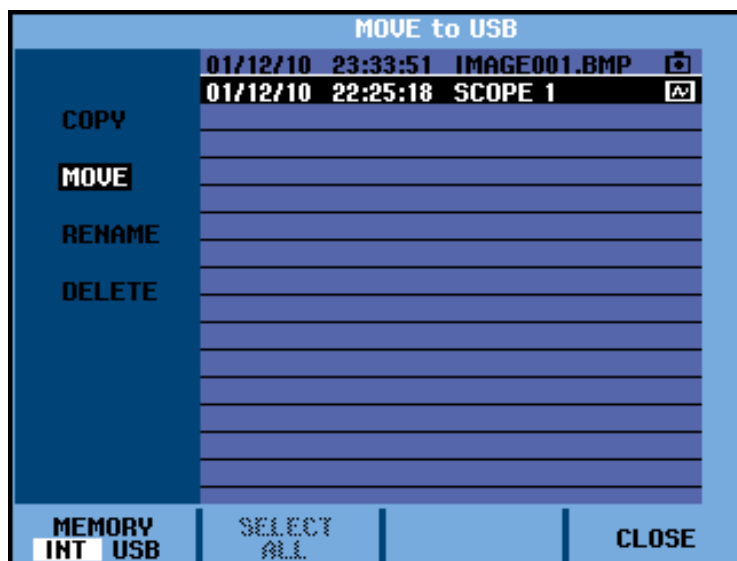 MOVE to USB
01/12/10 23:33:51 IMAGE001.BMP
01/12/10 22:25:18 SCOPE 1
COPY
MOVE
RENAME
DELETE
MEMORY
INT USB
SELECT
ALL
CLOSE